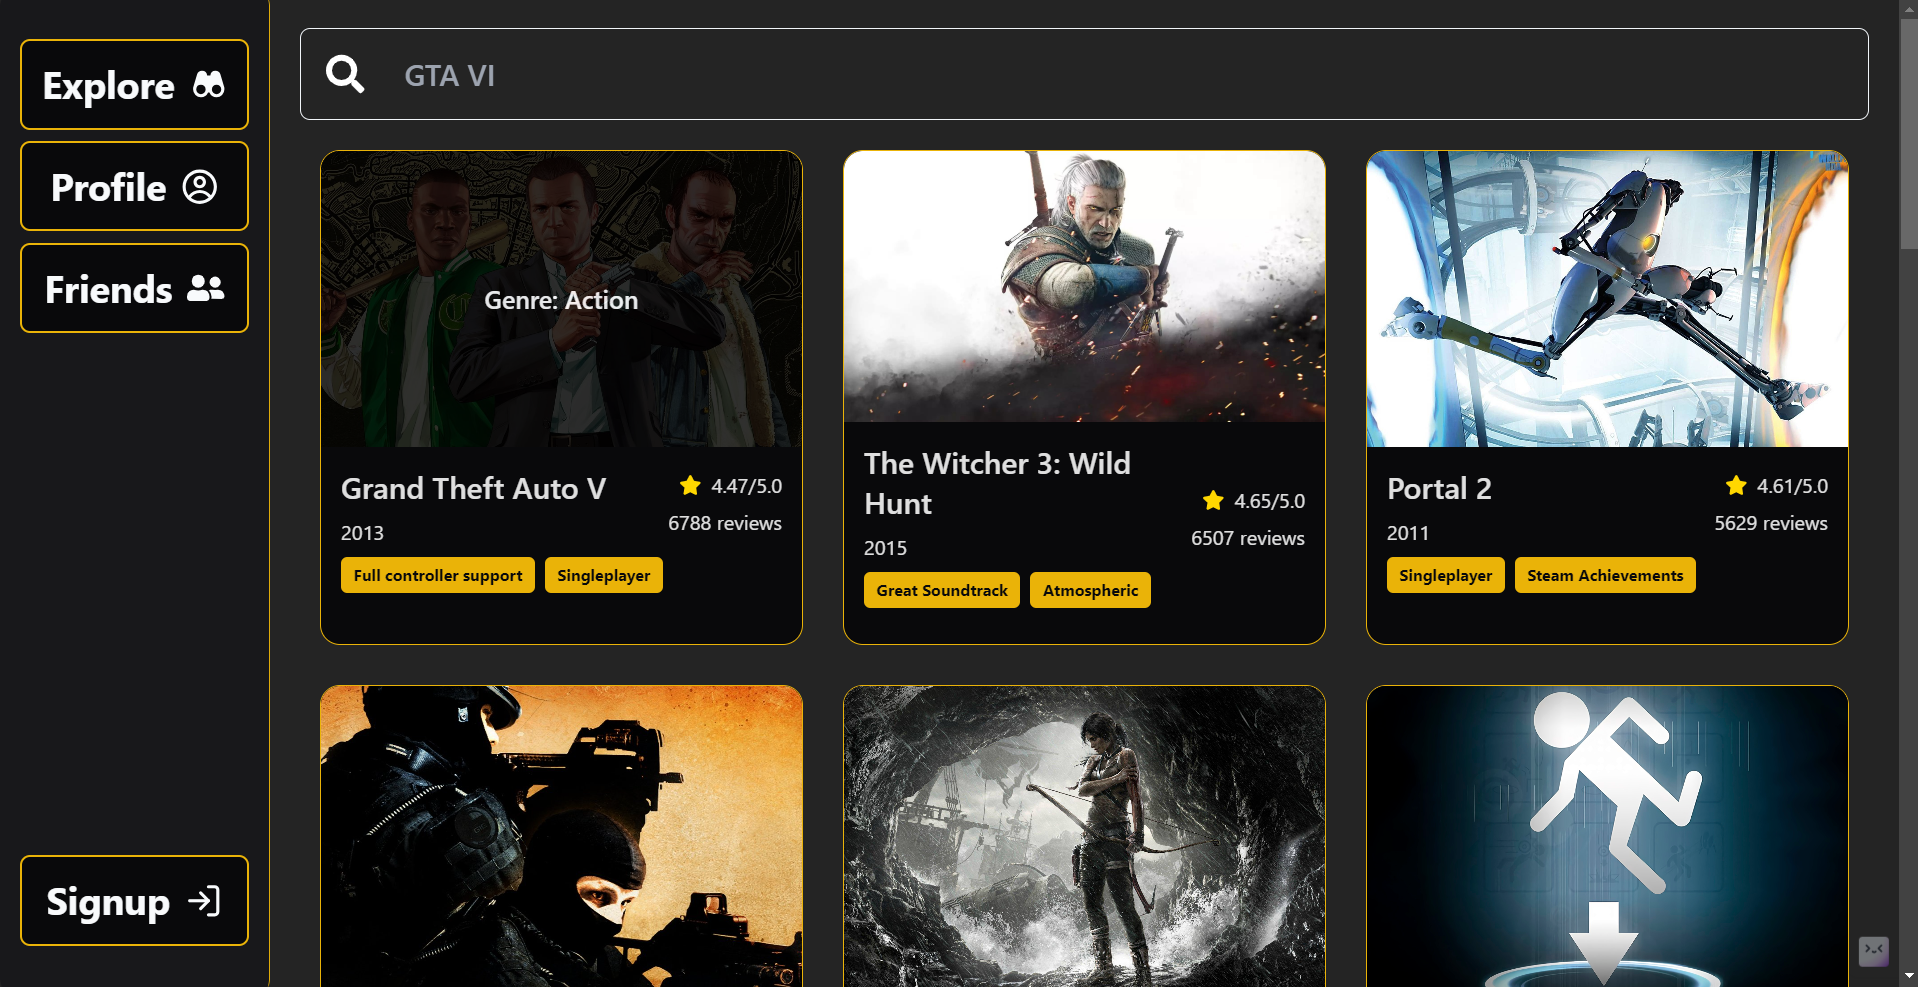 Explore
Profile
Friends
Signup
GTA VI
Genre: Action
Grand Theft Auto V
4.47/5.0
2013
6788 reviews
Full controller support
Singleplayer
The Witcher 3: Wild
Hunt
4.65/5.0
2015
6507 reviews
Great Soundtrack
Atmospheric
Portal 2
4.61/5.0
2011
5629 reviews
Singleplayer
Steam Achievements